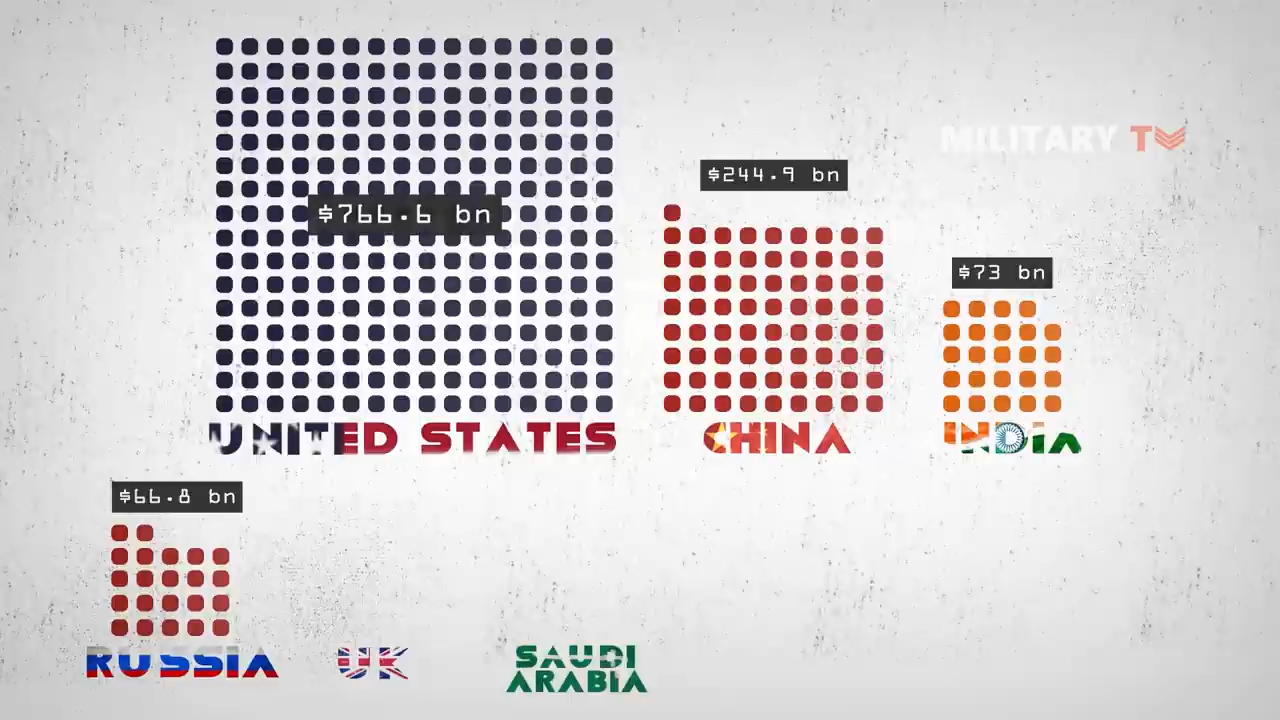 MILITARY TV
$766.6 bn
$244.9 bn
$73 bn
UNITED STATES
CHINA
INDIA
$66.8 bn
RUSSIA
UK
SAUDI
ARABIA